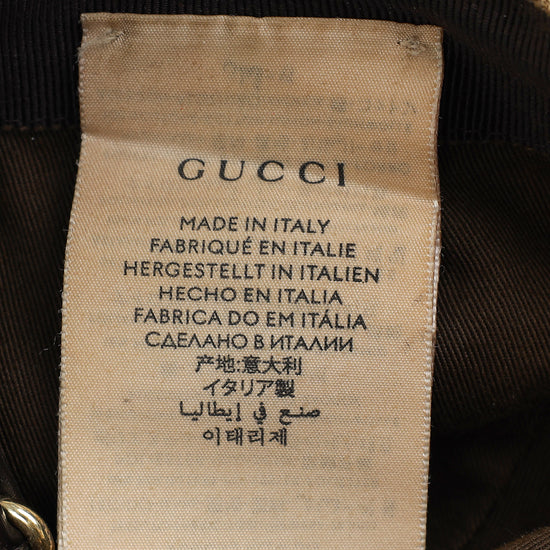 GUCCI
MADE IN ITALY
FABRIQUÉ EN ITALIE
HERGESTELLT IN ITALIEN
HECHO EN ITALIA
FABRICA DO EM ITÁLIA
СДЕЛАНО В ИТАЛИИ
产地:意大利
イタリア製
صنع في إيطاليا
이태리제